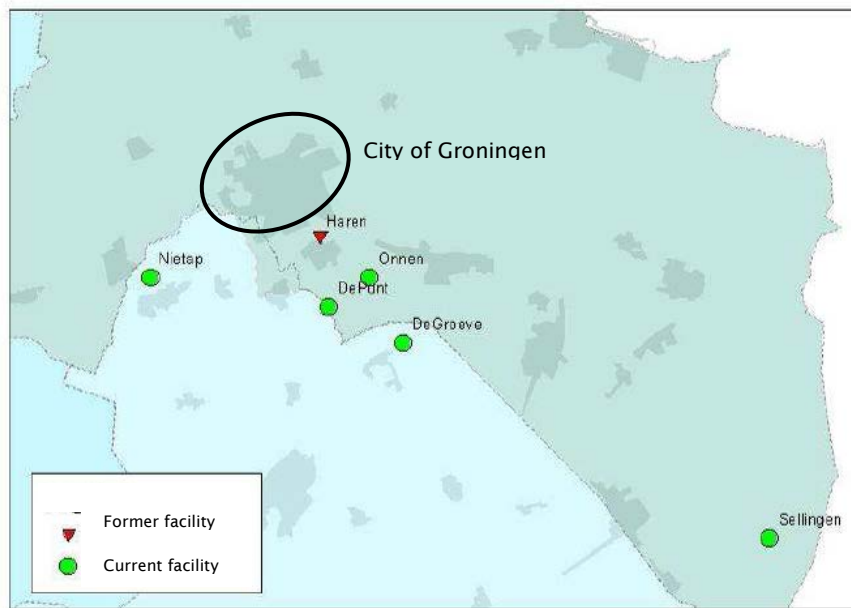 City of Groningen
Haren
Nietap
Onnen
DePunt
DeGroeve
Sellingen
Former facility
Current facility